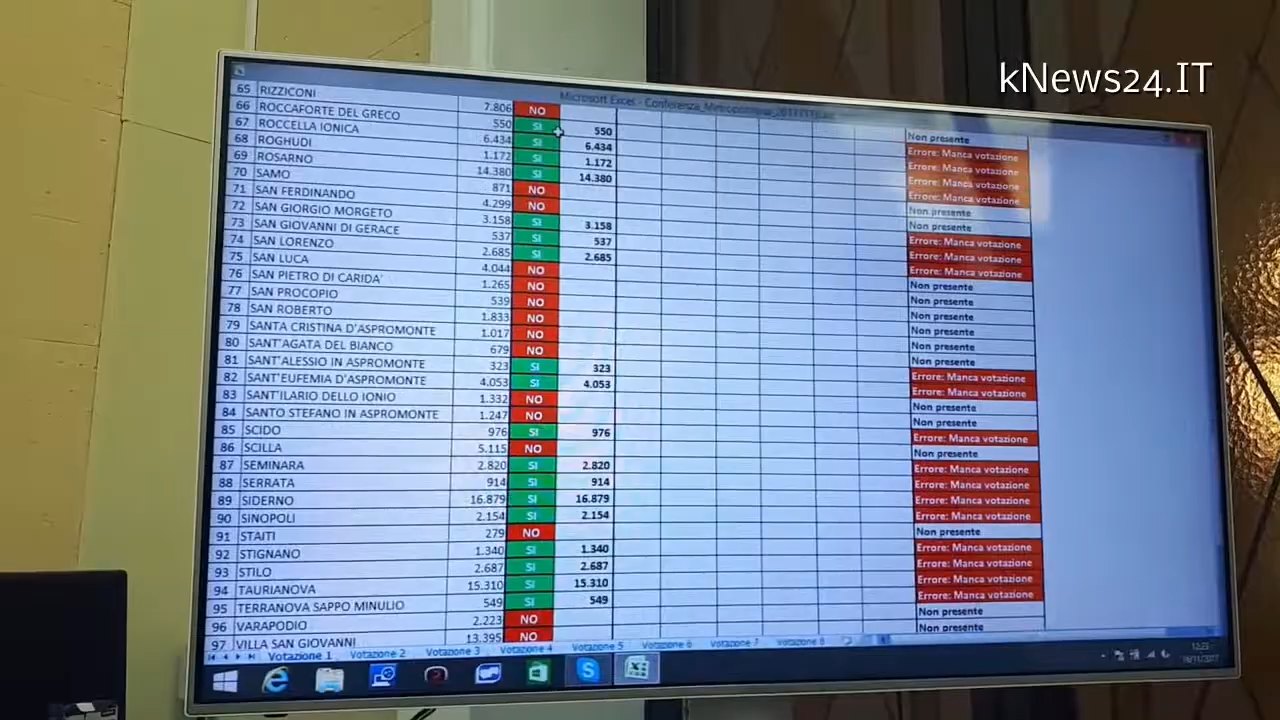 kNews24.IT
Microsoft Excel - Conferenza_Metropolitana
65 RIZZICONI 7.806 NO Non presente
66 ROCCAFORTE DEL GRECO 550 SI 550 Errore: Manca votazione
67 ROCCELLA IONICA 6.434 SI 6.434 Errore: Manca votazione
68 ROGHUDI 1.172 SI 1.172 Errore: Manca votazione
69 ROSARNO 14.380 SI 14.380 Errore: Manca votazione
70 SAMO 871 NO Non presente
71 SAN FERDINANDO 4.299 NO Non presente
72 SAN GIORGIO MORGETO 3.158 SI 3.158 Errore: Manca votazione
73 SAN GIOVANNI DI GERACE 537 SI 537 Errore: Manca votazione
74 SAN LORENZO 2.685 SI 2.685 Errore: Manca votazione
75 SAN LUCA 4.044 NO Non presente
76 SAN PIETRO DI CARIDA' 1.265 NO Non presente
77 SAN PROCOPIO 539 NO Non presente
78 SAN ROBERTO 1.833 NO Non presente
79 SANTA CRISTINA D'ASPROMONTE 1.017 NO Non presente
80 SANT'AGATA DEL BIANCO 679 NO Non presente
81 SANT'ALESSIO IN ASPROMONTE 323 SI 323 Errore: Manca votazione
82 SANT'EUFEMIA D'ASPROMONTE 4.053 SI 4.053 Errore: Manca votazione
83 SANT'ILARIO DELLO IONIO 1.332 NO Non presente
84 SANTO STEFANO IN ASPROMONTE 1.247 NO Non presente
85 SCIDO 976 SI 976 Errore: Manca votazione
86 SCILLA 5.115 NO Non presente
87 SEMINARA 2.820 SI 2.820 Errore: Manca votazione
88 SERRATA 914 SI 914 Errore: Manca votazione
89 SIDERNO 16.879 SI 16.879 Errore: Manca votazione
90 SINOPOLI 2.154 SI 2.154 Errore: Manca votazione
91 STAITI 279 NO Non presente
92 STIGNANO 1.340 SI 1.340 Errore: Manca votazione
93 STILO 2.687 SI 2.687 Errore: Manca votazione
94 TAURIANOVA 15.310 SI 15.310 Errore: Manca votazione
95 TERRANOVA SAPPO MINULIO 549 SI 549 Errore: Manca votazione
96 VARAPODIO 2.223 NO Non presente
97 VILLA SAN GIOVANNI 13.395 NO Non presente
Votazione 1 Votazione 2 Votazione 3 Votazione 4 Votazione 5 Votazione 6 Votazione 7 Votazione 8